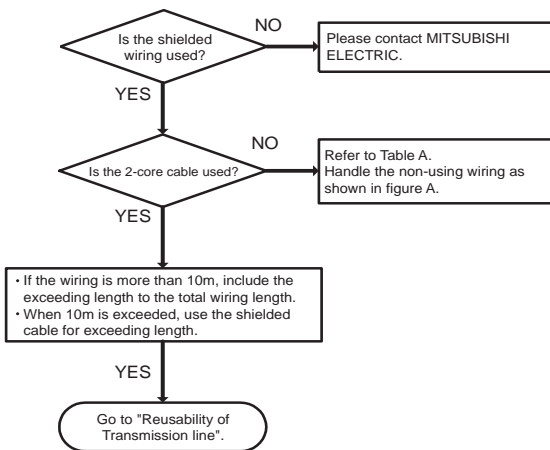 Is the shielded
wiring used?
NO
Please contact MITSUBISHI
ELECTRIC.
YES
Is the 2-core cable used?
NO
Refer to Table A.
Handle the non-using wiring as
shown in figure A.
YES
・If the wiring is more than 10m, include the
exceeding length to the total wiring length.
・When 10m is exceeded, use the shielded
cable for exceeding length.
YES
Go to "Reusability of
Transmission line".